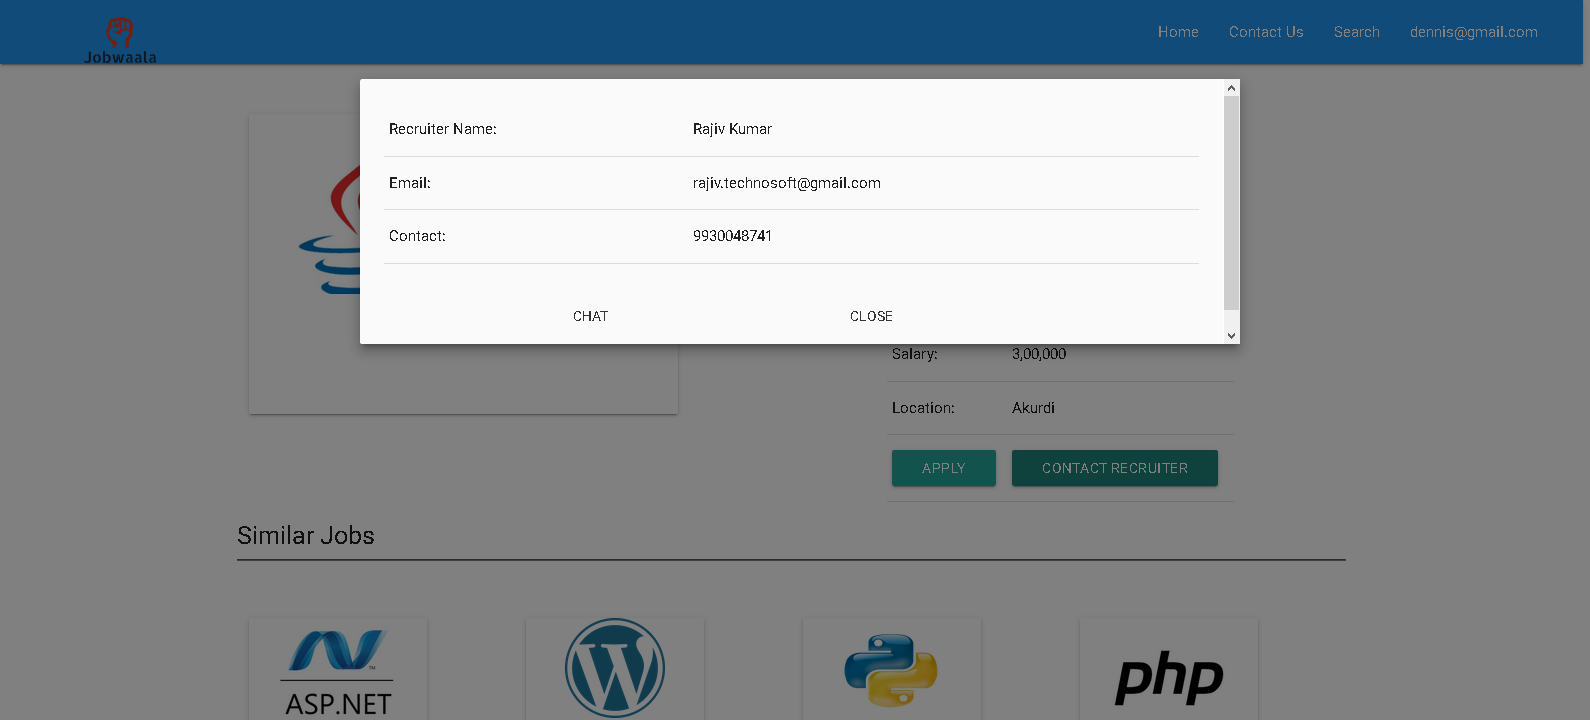 Jobwaala
Home Contact Us Search dennis@gmail.com
Recruiter Name: Rajiv Kumar
Email: rajiv.technosoft@gmail.com
Contact: 9930048741
CHAT CLOSE
Salary: 3,00,000
Location: Akurdi
APPLY CONTACT RECRUITER
Similar Jobs
ASP.NET
W
php